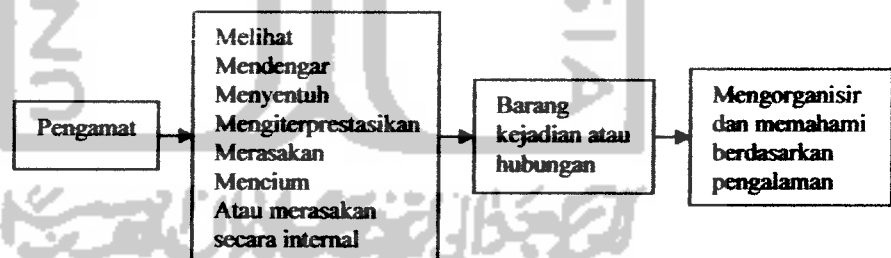 Pengamat
Melihat
Mendengar
Menyentuh
Mengiterprestasikan
Merasakan
Mencium
Atau merasakan
secara internal
Barang
kejadian atau
hubungan
Mengorganisir
dan memahami
berdasarkan
pengalaman